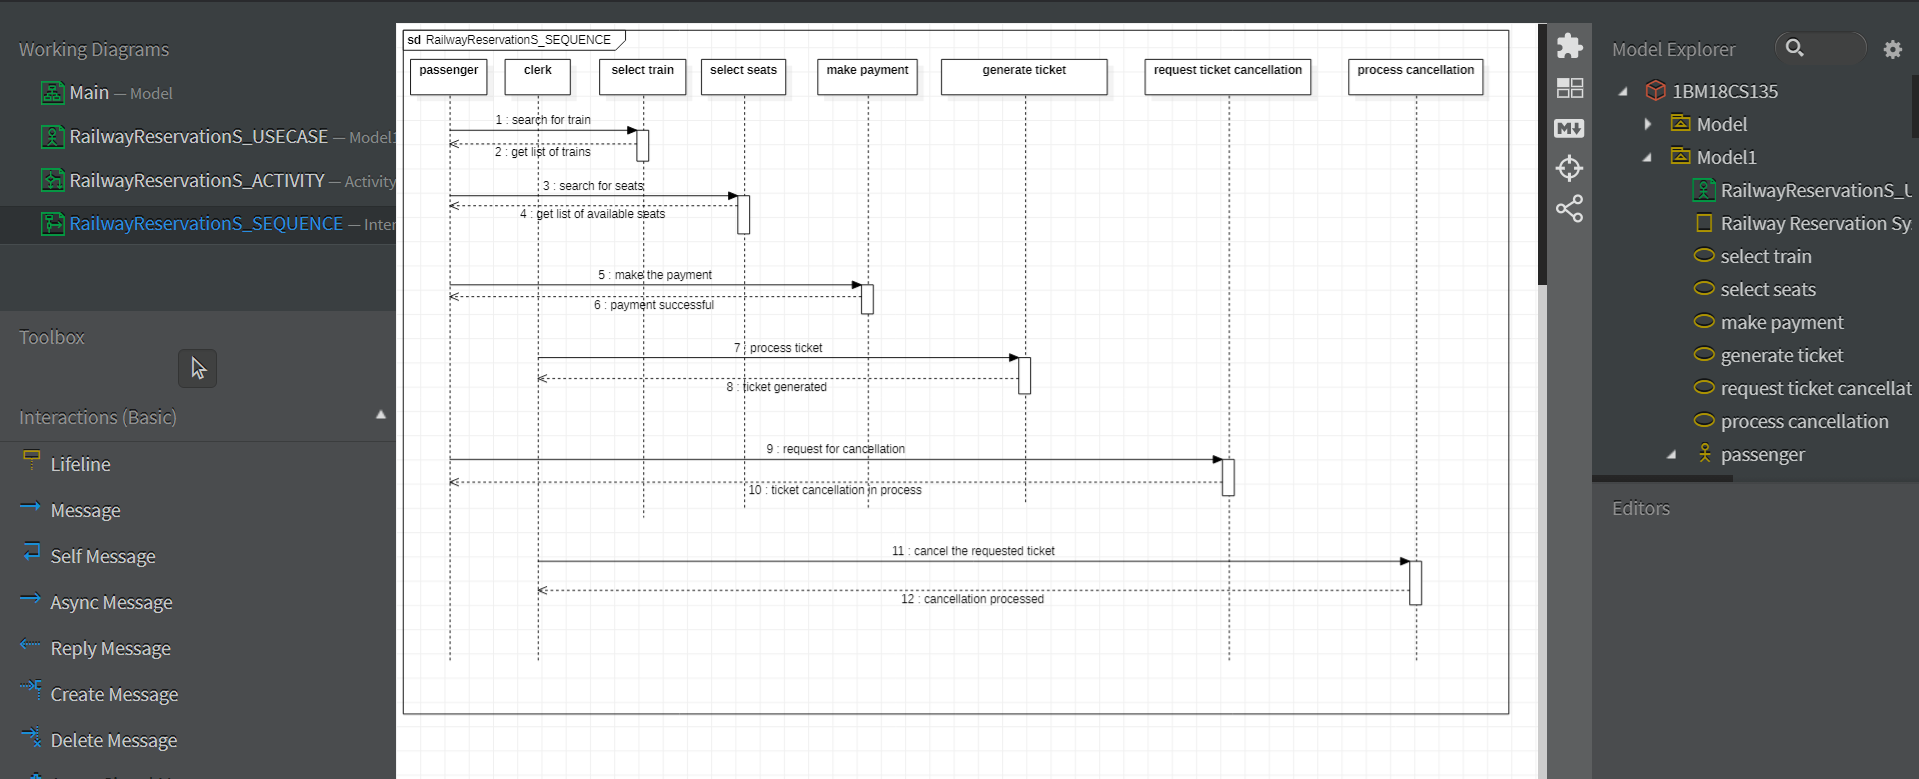 Working Diagrams
Main — Model
RailwayReservationS_USECASE — Model1
RailwayReservationS_ACTIVITY — Activity
RailwayReservationS_SEQUENCE — Inter
Toolbox
Interactions (Basic)
Lifeline
Message
Self Message
Async Message
Reply Message
Create Message
Delete Message
sd RailwayReservationS_SEQUENCE
passenger
clerk
select train
select seats
make payment
generate ticket
request ticket cancellation
process cancellation
1 : search for train
2 : get list of trains
3 : search for seats
4 : get list of available seats
5 : make the payment
6 : payment successful
7 : process ticket
8 : ticket generated
9 : request for cancellation
10 : ticket cancellation in process
11 : cancel the requested ticket
12 : cancellation processed
M
Model Explorer
1BM18CS135
Model
Model1
RailwayReservationS_U
Railway Reservation Sy
select train
select seats
make payment
generate ticket
request ticket cancellat
process cancellation
passenger
Editors